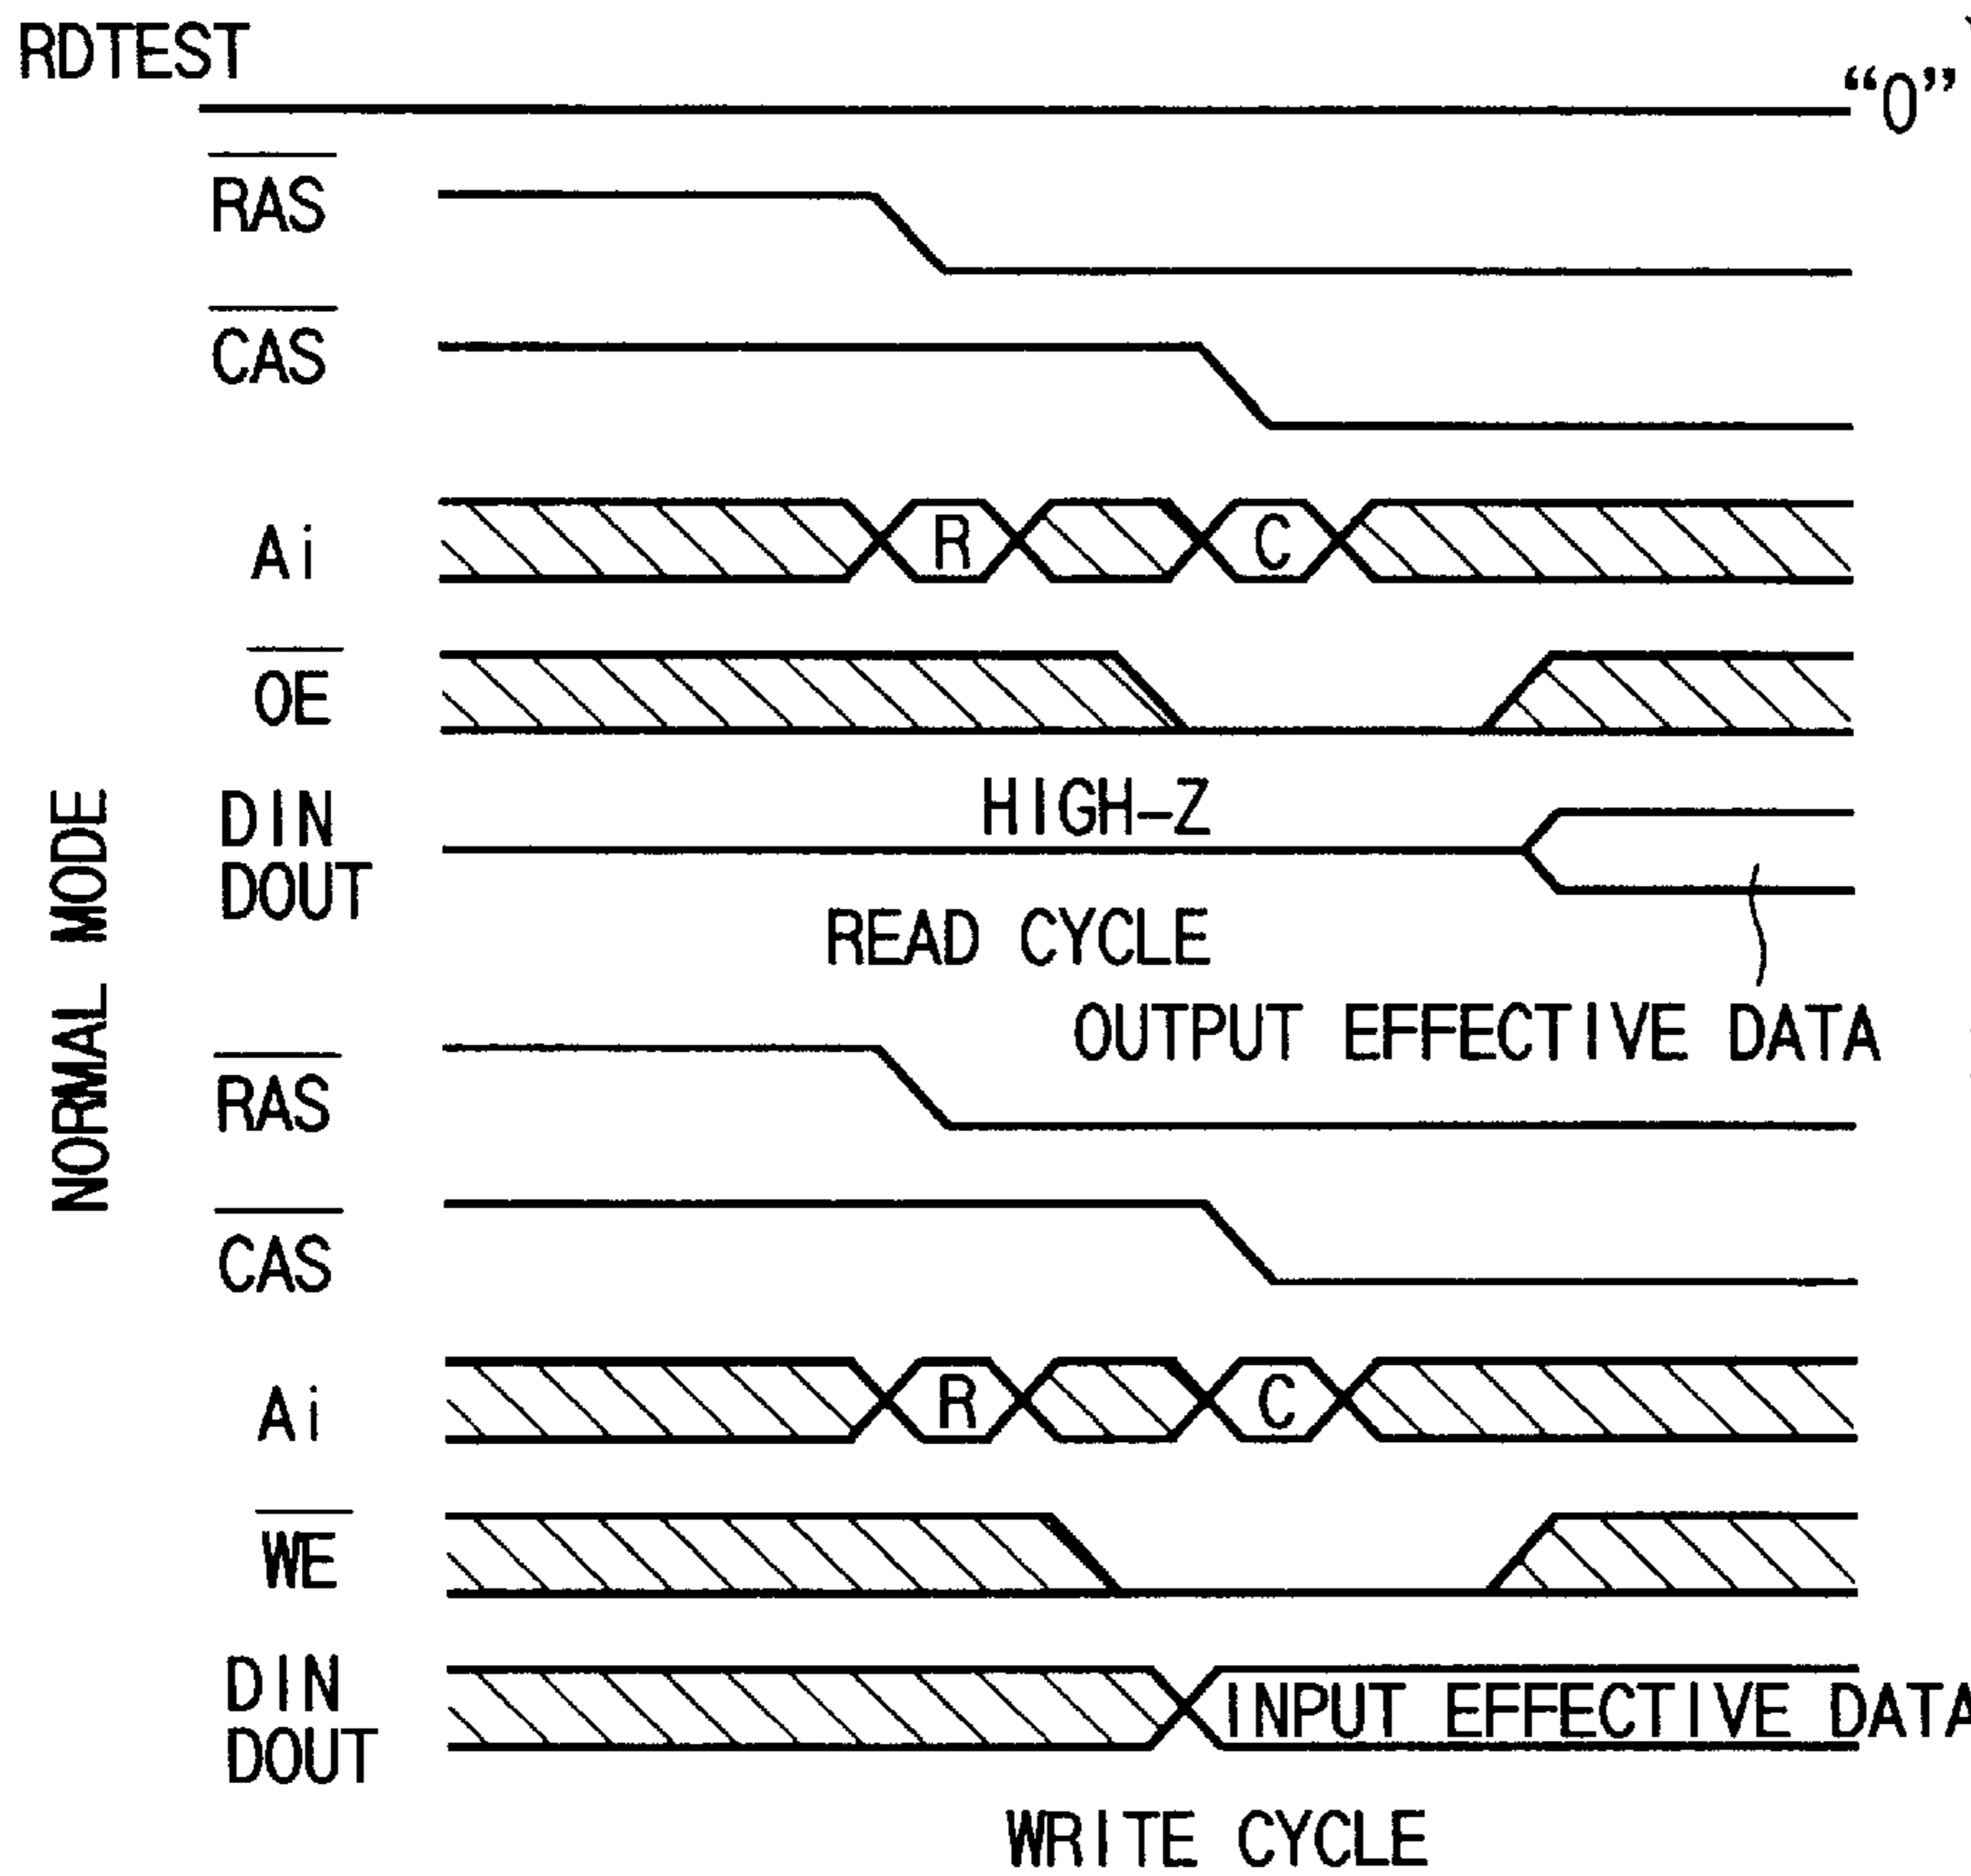 RDTEST
“0”
RAS
CAS
Ai
R
C
OE
HIGH-Z
DIN
DOUT
READ CYCLE
OUTPUT EFFECTIVE DATA
NORMAL MODE
RAS
CAS
Ai
R
C
WE
DIN
DOUT
INPUT EFFECTIVE DATA
WRITE CYCLE